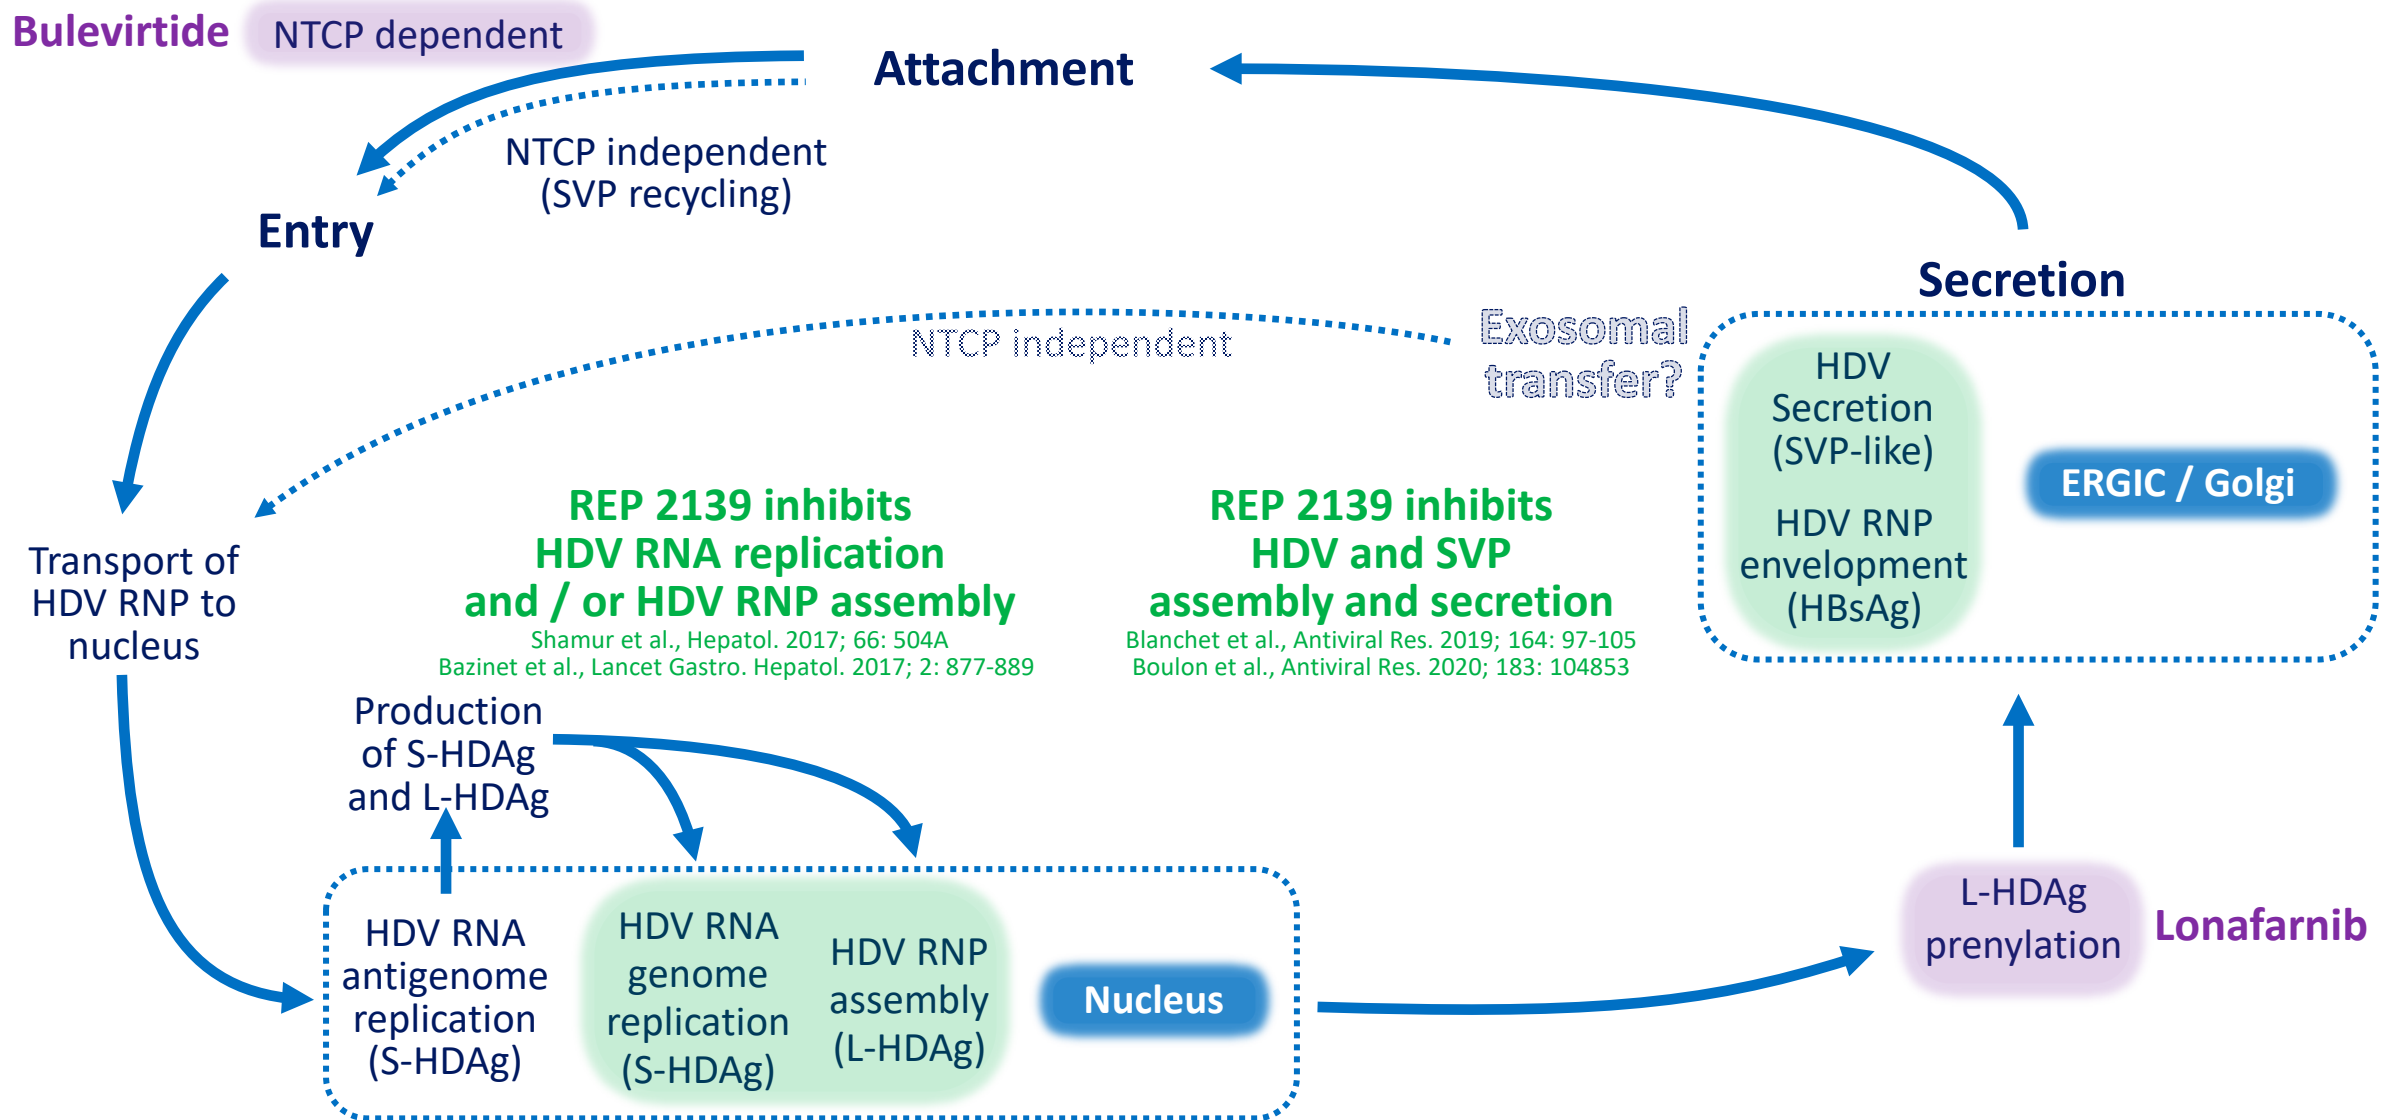 Bulevirtide
NTCP dependent
Attachment
NTCP independent
(SVP recycling)
Entry
Secretion
Exosomal
transfer?
NTCP independent
HDV
Secretion
(SVP-like)
ERGIC / Golgi
HDV RNP
envelopment
(HBsAg)
REP 2139 inhibits
HDV RNA replication
and / or HDV RNP assembly
Shamur et al., Hepatol. 2017; 66: 504A
Bazinet et al., Lancet Gastro. Hepatol. 2017; 2: 877-889
REP 2139 inhibits
HDV and SVP
assembly and secretion
Blanchet et al., Antiviral Res. 2019; 164: 97-105
Boulon et al., Antiviral Res. 2020; 183: 104853
Transport of
HDV RNP to
nucleus
Production
of S-HDAg
and L-HDAg
HDV RNA
antigenome
replication
(S-HDAg)
HDV RNA
genome
replication
(S-HDAg)
HDV RNP
assembly
(L-HDAg)
Nucleus
L-HDAg
prenylation
Lonafarnib